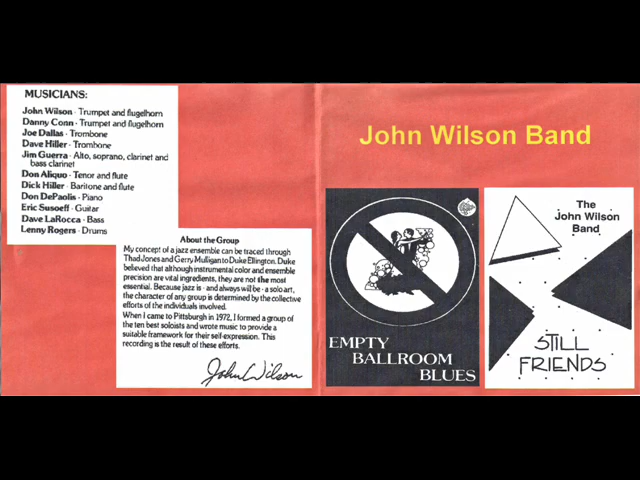 MUSICIANS:
John Wilson - Trumpet and flugelhorn
Danny Conn - Trumpet and flugelhorn
Joe Dallas - Trombone
Dave Hiller - Trombone
Jim Guerra - Alto, soprano, clarinet and
bass clarinet
Don Aliquo - Tenor and flute
Dick Hiller - Baritone and flute
Don DePaolis - Piano
Eric Susoeff - Guitar
Dave LaRocca - Bass
Lenny Rogers - Drums
About the Group
My concept of a jazz ensemble can be traced through
Thad Jones and Gerry Mulligan to Duke Ellington. Duke
believed that although instrumental color and ensemble
precision are vital ingredients, they are not the most
essential. Because jazz is - and always will be - a solo art,
the character of any group is determined by the collective
efforts of the individuals involved.
When I came to Pittsburgh in 1972, I formed a group of
the ten best soloists and wrote music to provide a
suitable framework for their self-expression. This
recording is the result of these efforts.
John Wilson
John Wilson Band
EMPTY
BALLROOM
BLUES
The
John Wilson
Band
STILL
FRIENDS